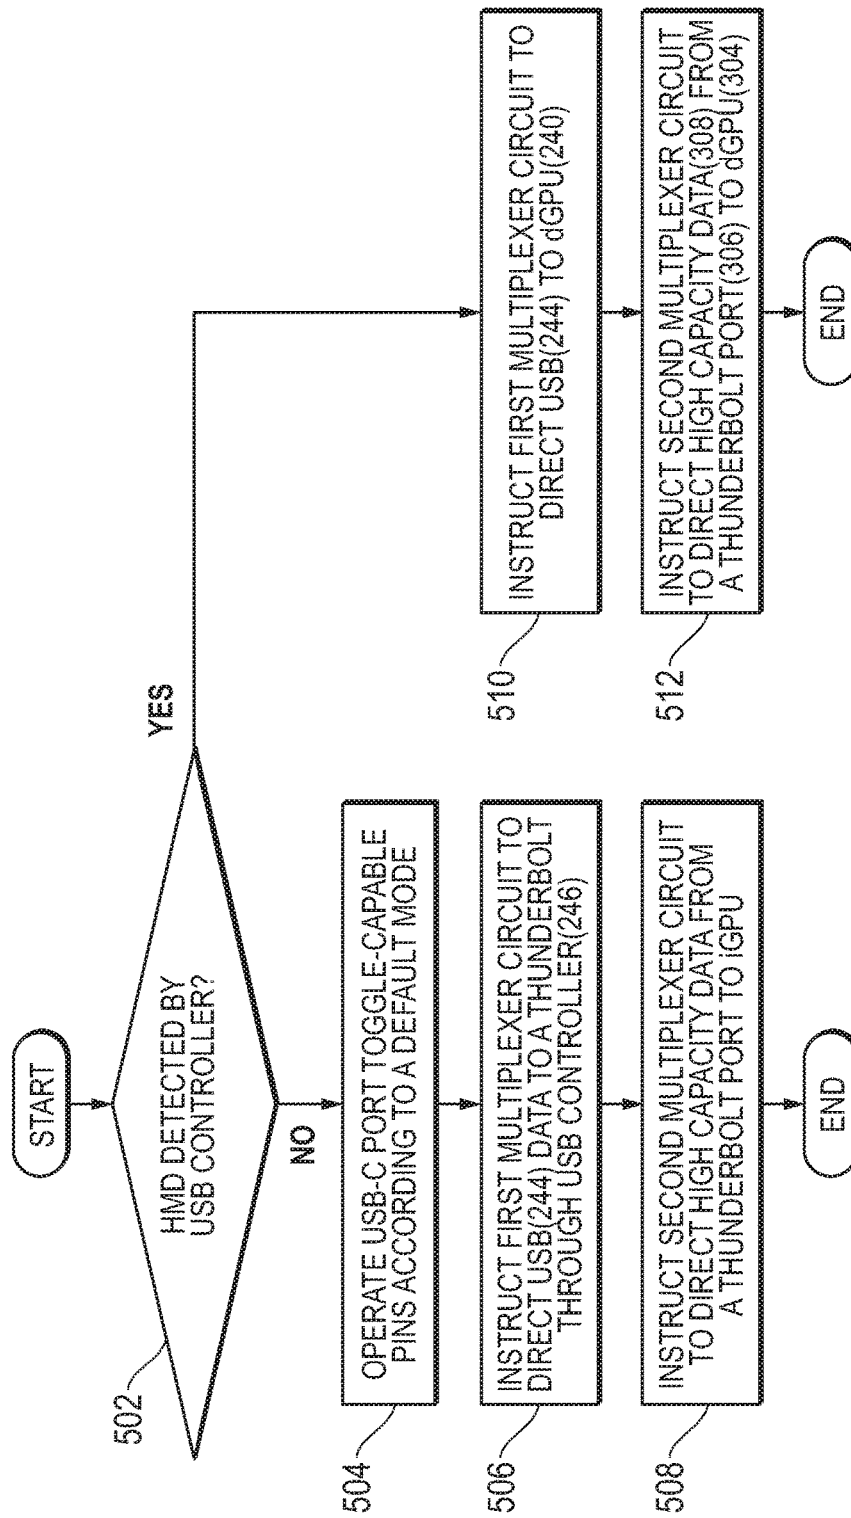 START
HMD DETECTED BY
USB CONTROLLER?
502
YES
NO
OPERATE USB-C PORT TOGGLE-CAPABLE
PINS ACCORDING TO A DEFAULT MODE
504
INSTRUCT FIRST MULTIPLEXER CIRCUIT TO
DIRECT USB(244) DATA TO A THUNDERBOLT
THROUGH USB CONTROLLER(246)
506
INSTRUCT SECOND MULTIPLEXER CIRCUIT
TO DIRECT HIGH CAPACITY DATA FROM
A THUNDERBOLT PORT TO iGPU
508
END
INSTRUCT FIRST MULTIPLEXER CIRCUIT TO
DIRECT USB(244) TO dGPU(240)
510
INSTRUCT SECOND MULTIPLEXER CIRCUIT
TO DIRECT HIGH CAPACITY DATA(308) FROM
A THUNDERBOLT PORT(306) TO dGPU(304)
512
END